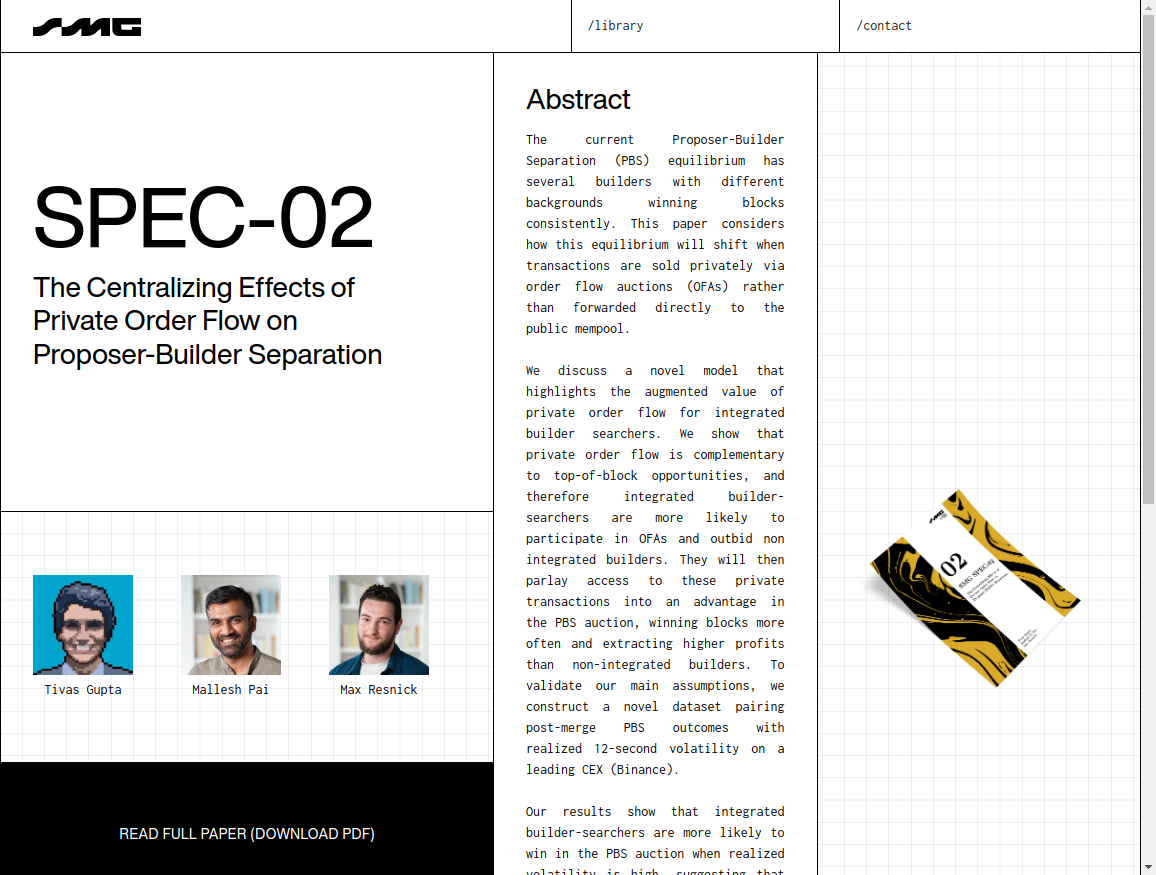 SMG
/library
/contact
SPEC-02
The Centralizing Effects of
Private Order Flow on
Proposer-Builder Separation
Tivas Gupta
Mallesh Pai
Max Resnick
READ FULL PAPER (DOWNLOAD PDF)
Abstract
The current Proposer-Builder
Separation (PBS) equilibrium has
several builders with different
backgrounds winning blocks
consistently. This paper considers
how this equilibrium will shift when
transactions are sold privately via
order flow auctions (OFAs) rather
than forwarded directly to the
public mempool.
We discuss a novel model that
highlights the augmented value of
private order flow for integrated
builder searchers. We show that
private order flow is complementary
to top-of-block opportunities, and
therefore integrated builder-
searchers are more likely to
participate in OFAs and outbid non
integrated builders. They will then
parlay access to these private
transactions into an advantage in
the PBS auction, winning blocks more
often and extracting higher profits
than non-integrated builders. To
validate our main assumptions, we
construct a novel dataset pairing
post-merge PBS outcomes with
realized 12-second volatility on a
leading CEX (Binance).
Our results show that integrated
builder-searchers are more likely to
win in the PBS auction when realized
volatility is high, suggesting that
SMG
02
SMG SPEC-02